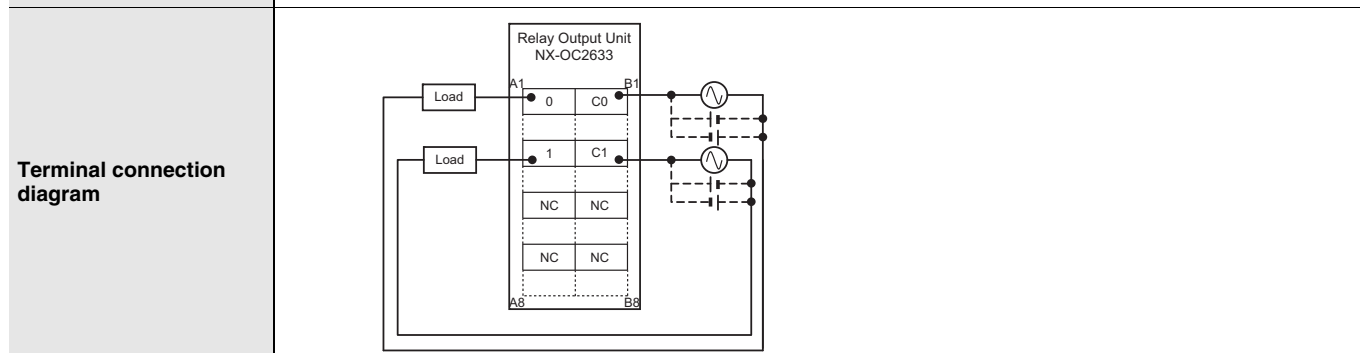 Terminal connection
diagram
Relay Output Unit
NX-OC2633
A1 B1
Load 0 C0
Load 1 C1
NC NC
NC NC
A8 B8